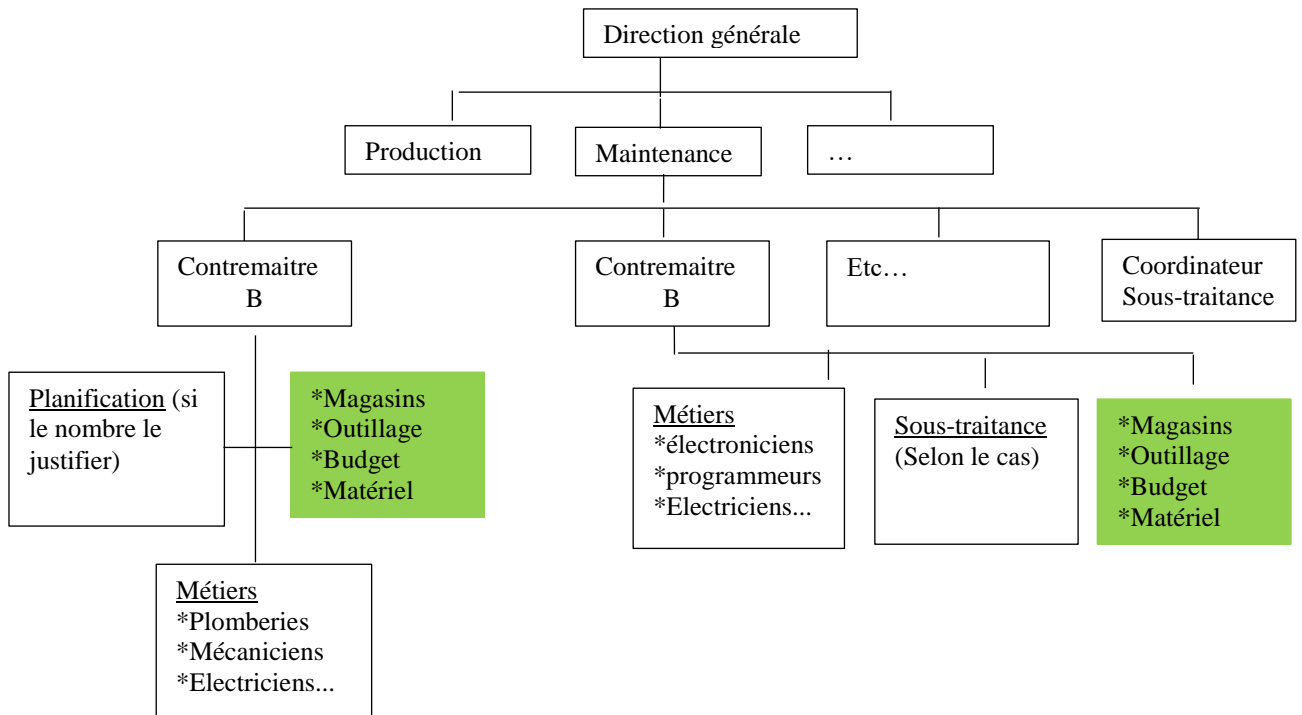 Direction générale
Production
Maintenance
…
Contremaitre
B
Contremaitre
B
Etc…
Coordinateur
Sous-traitance
Planification (si
le nombre le
justifier)
*Magasins
*Outillage
*Budget
*Matériel
Métiers
*électroniciens
*programmeurs
*Electriciens...
Sous-traitance
(Selon le cas)
*Magasins
*Outillage
*Budget
*Matériel
Métiers
*Plomberies
*Mécaniciens
*Electriciens...